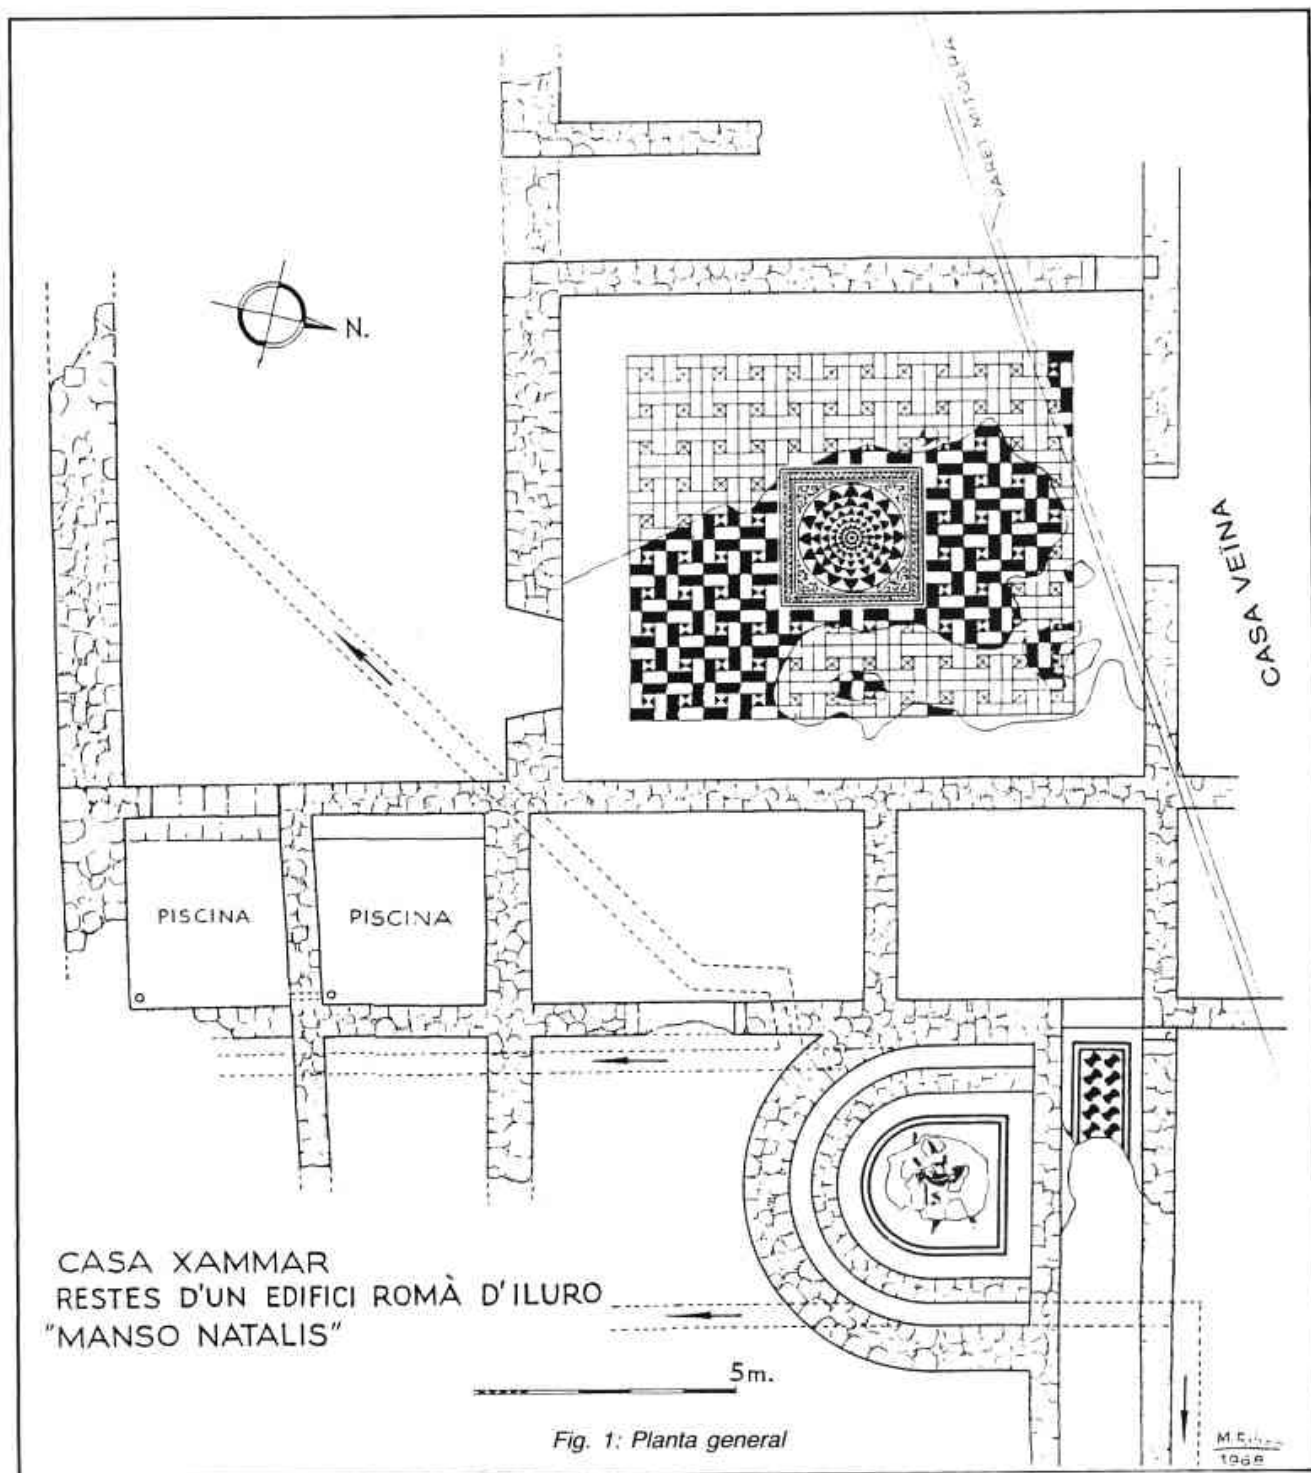 PARET MITGERA
N.
CASA VEÏNA
PISCINA
PISCINA
CASA XAMMAR
RESTES D'UN EDIFICI ROMÀ D'ILURO
"MANSO NATALIS"
5m.
Fig. 1: Planta general
1968